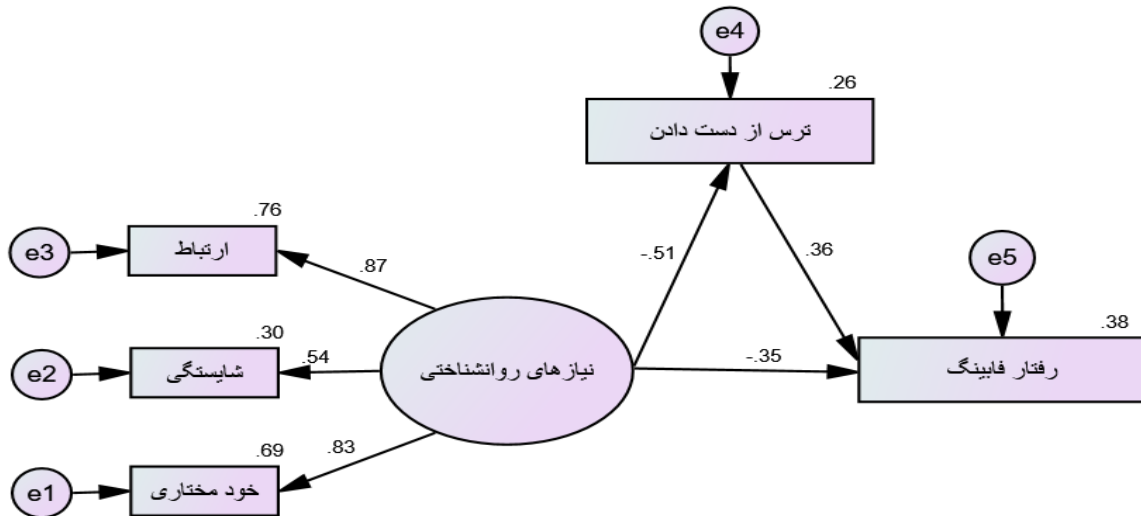 e4
.26
ترس از دست دادن
.76
e3
ارتباط
.87
-.51
.36
e5
.30
.38
e2
شایستگی
.54
نیازهای روانشناختی
-.35
رفتار فابینگ
.69
.83
e1
خود مختاری